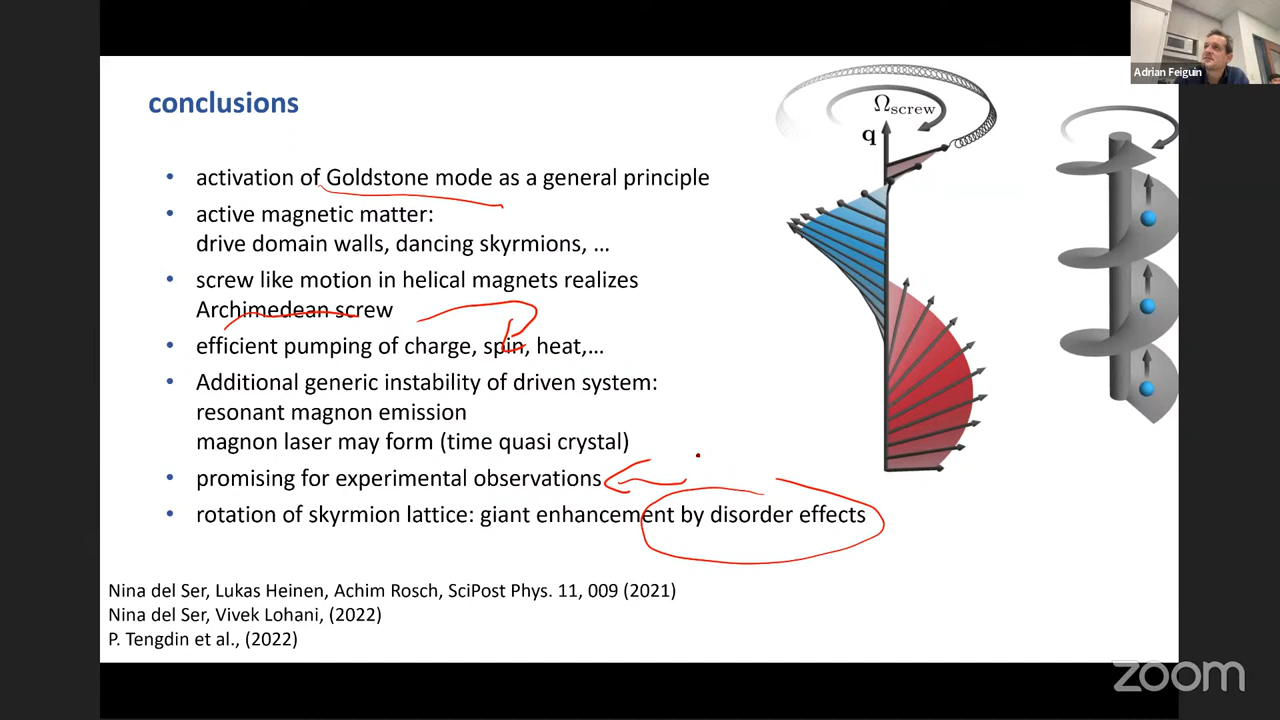 Adrian Feiguin
conclusions
Ωscrew
q
• activation of Goldstone mode as a general principle
• active magnetic matter:
drive domain walls, dancing skyrmions, ...
• screw like motion in helical magnets realizes
Archimedean screw
• efficient pumping of charge, spin, heat,...
• Additional generic instability of driven system:
resonant magnon emission
magnon laser may form (time quasi crystal)
• promising for experimental observations
• rotation of skyrmion lattice: giant enhancement by disorder effects
Nina del Ser, Lukas Heinen, Achim Rosch, SciPost Phys. 11, 009 (2021)
Nina del Ser, Vivek Lohani, (2022)
P. Tengdin et al., (2022)
zoom